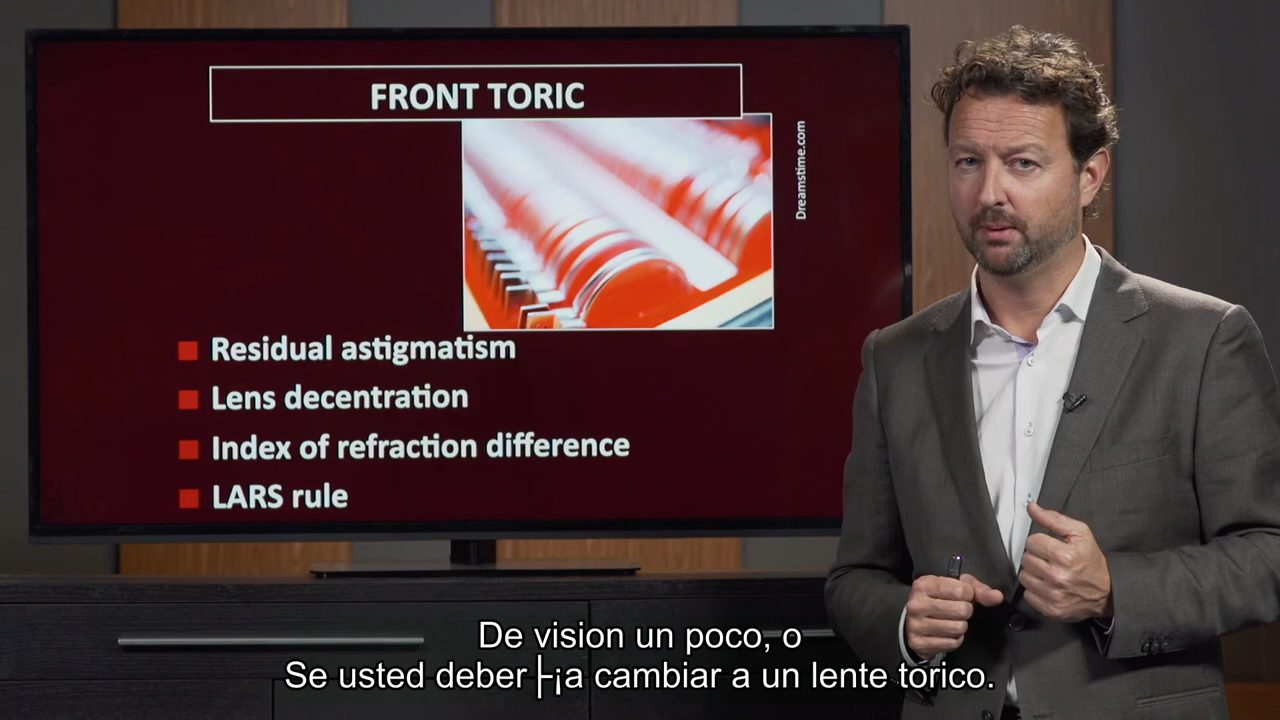 FRONT TORIC
Dreamstime.com
Residual astigmatism
Lens decentration
Index of refraction difference
LARS rule
De vision un poco, o
Se usted deber├¡a cambiar a un lente torico.